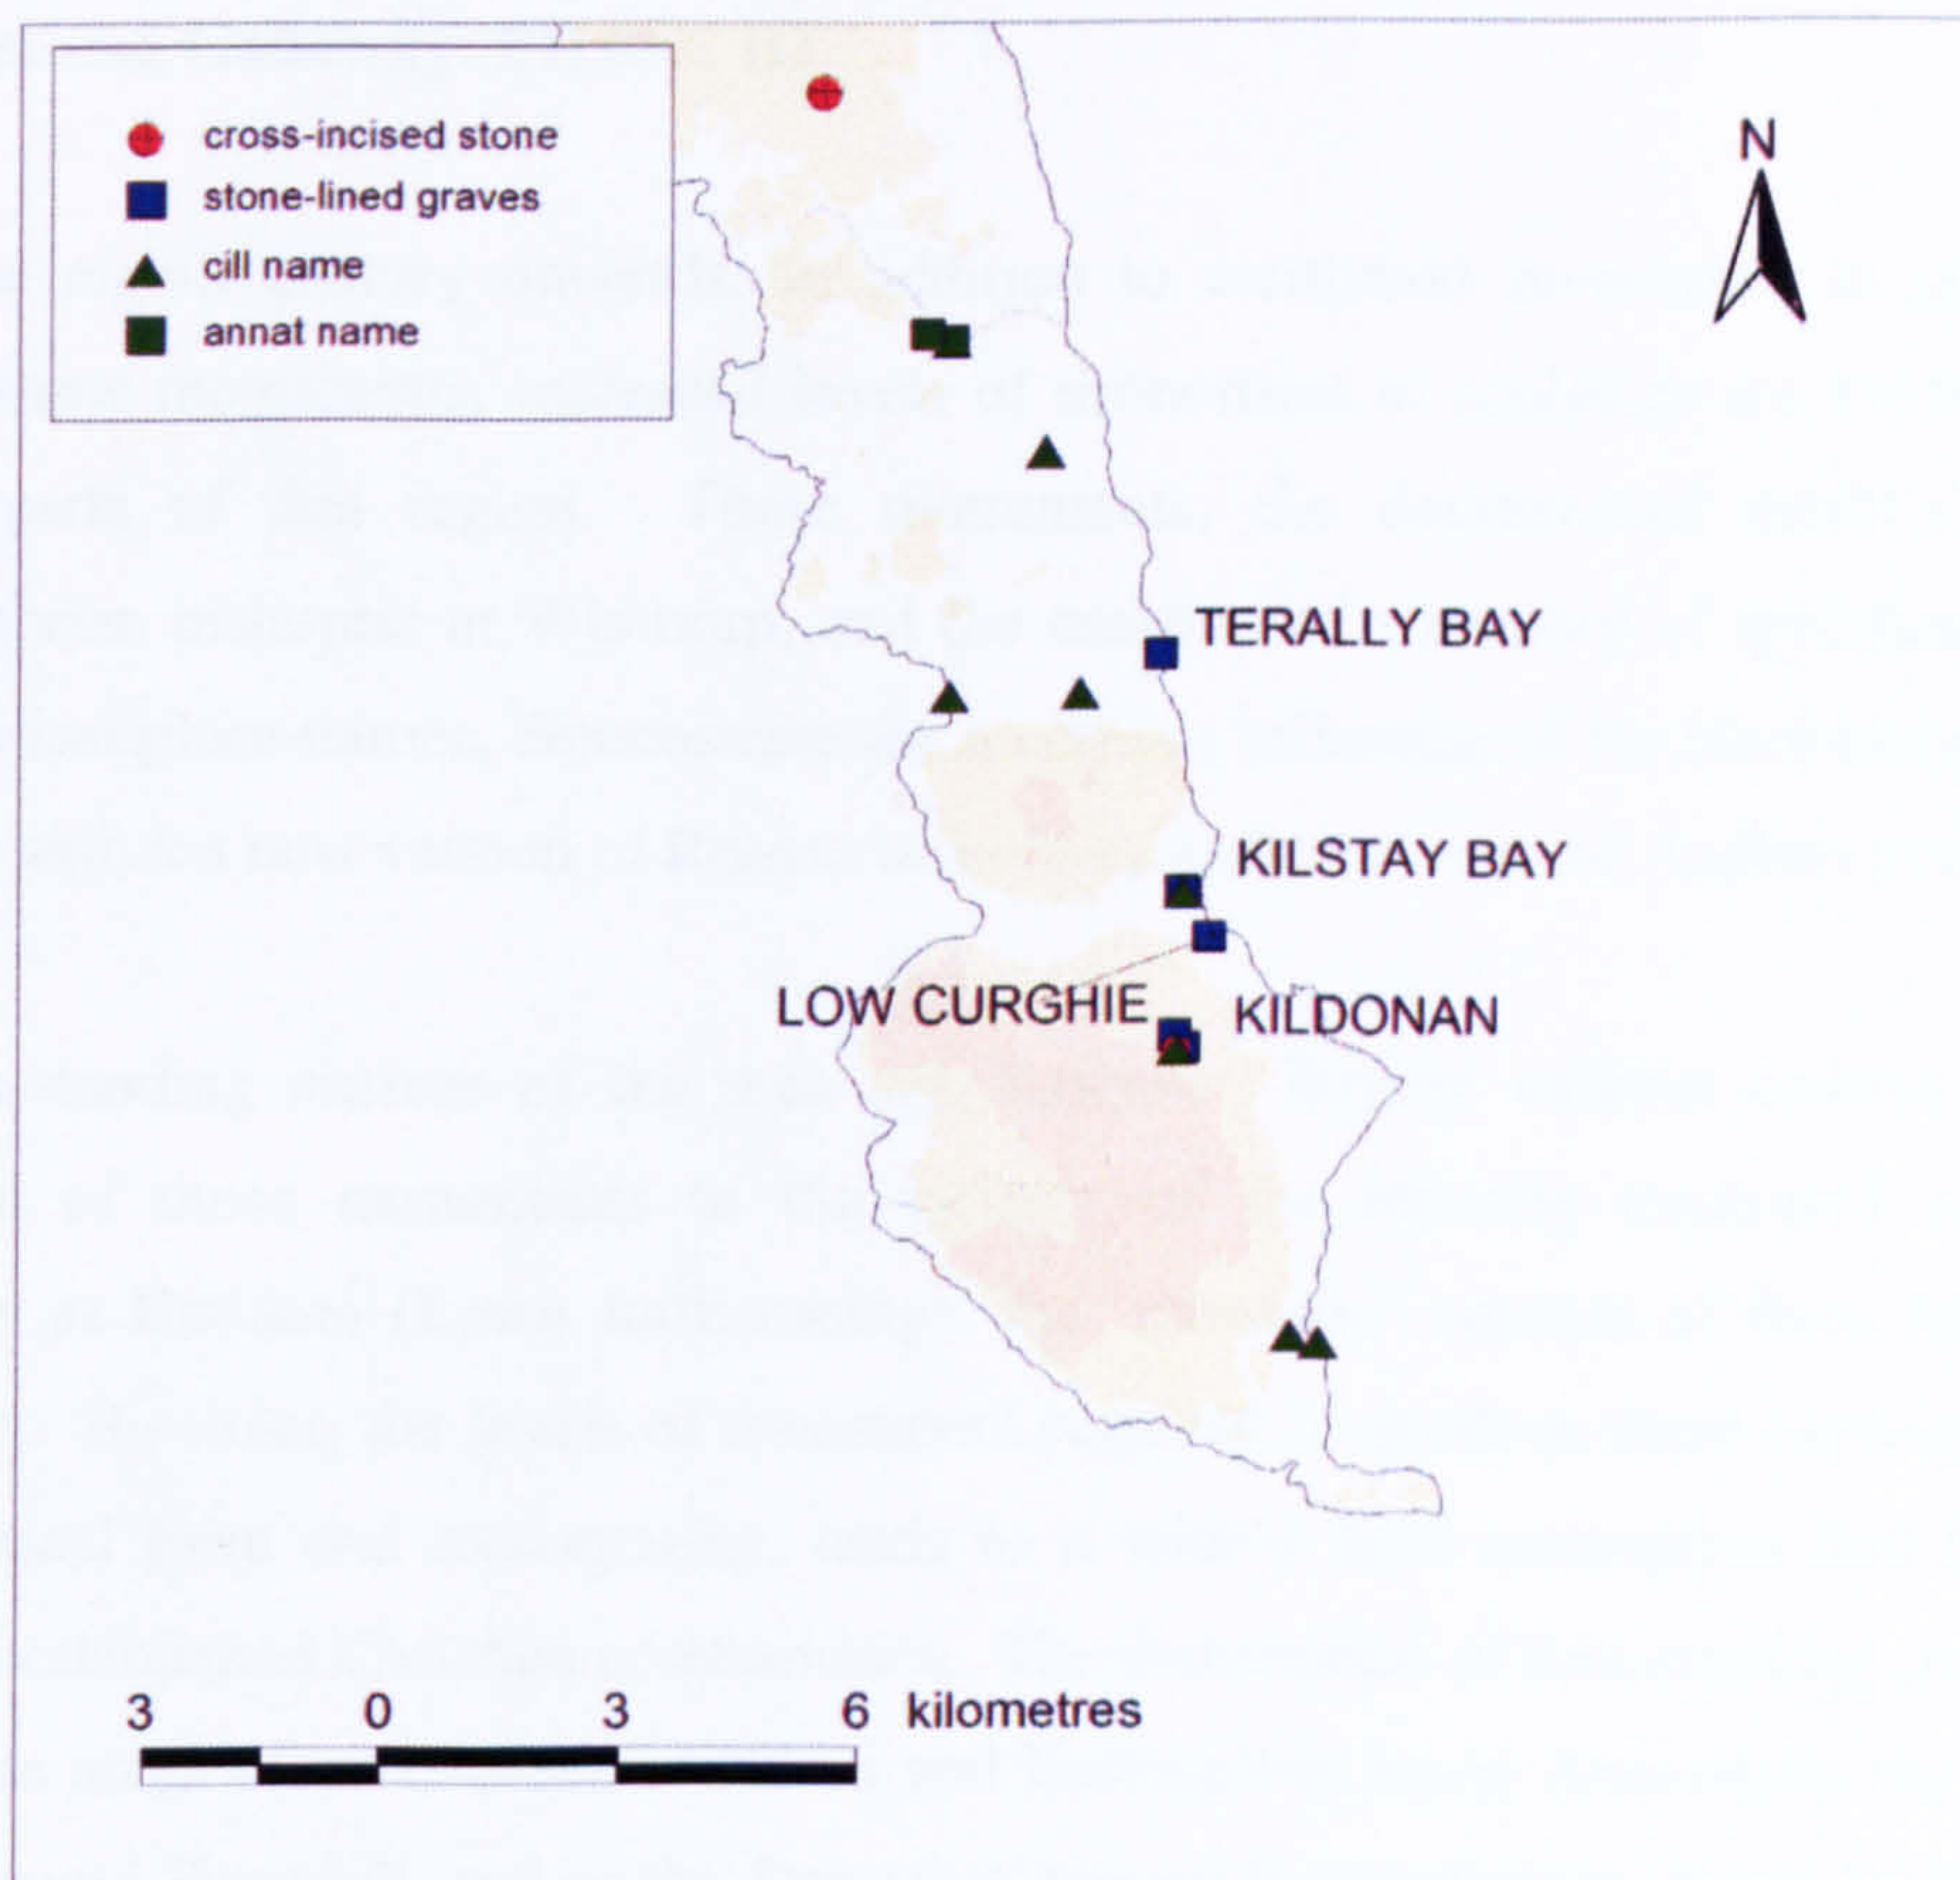 cross-incised stone
stone-lined graves
cill name
annat name
N
TERALLY BAY
KILSTAY BAY
LOW CURGHIE
KILDONAN
3 0 3 6 kilometres